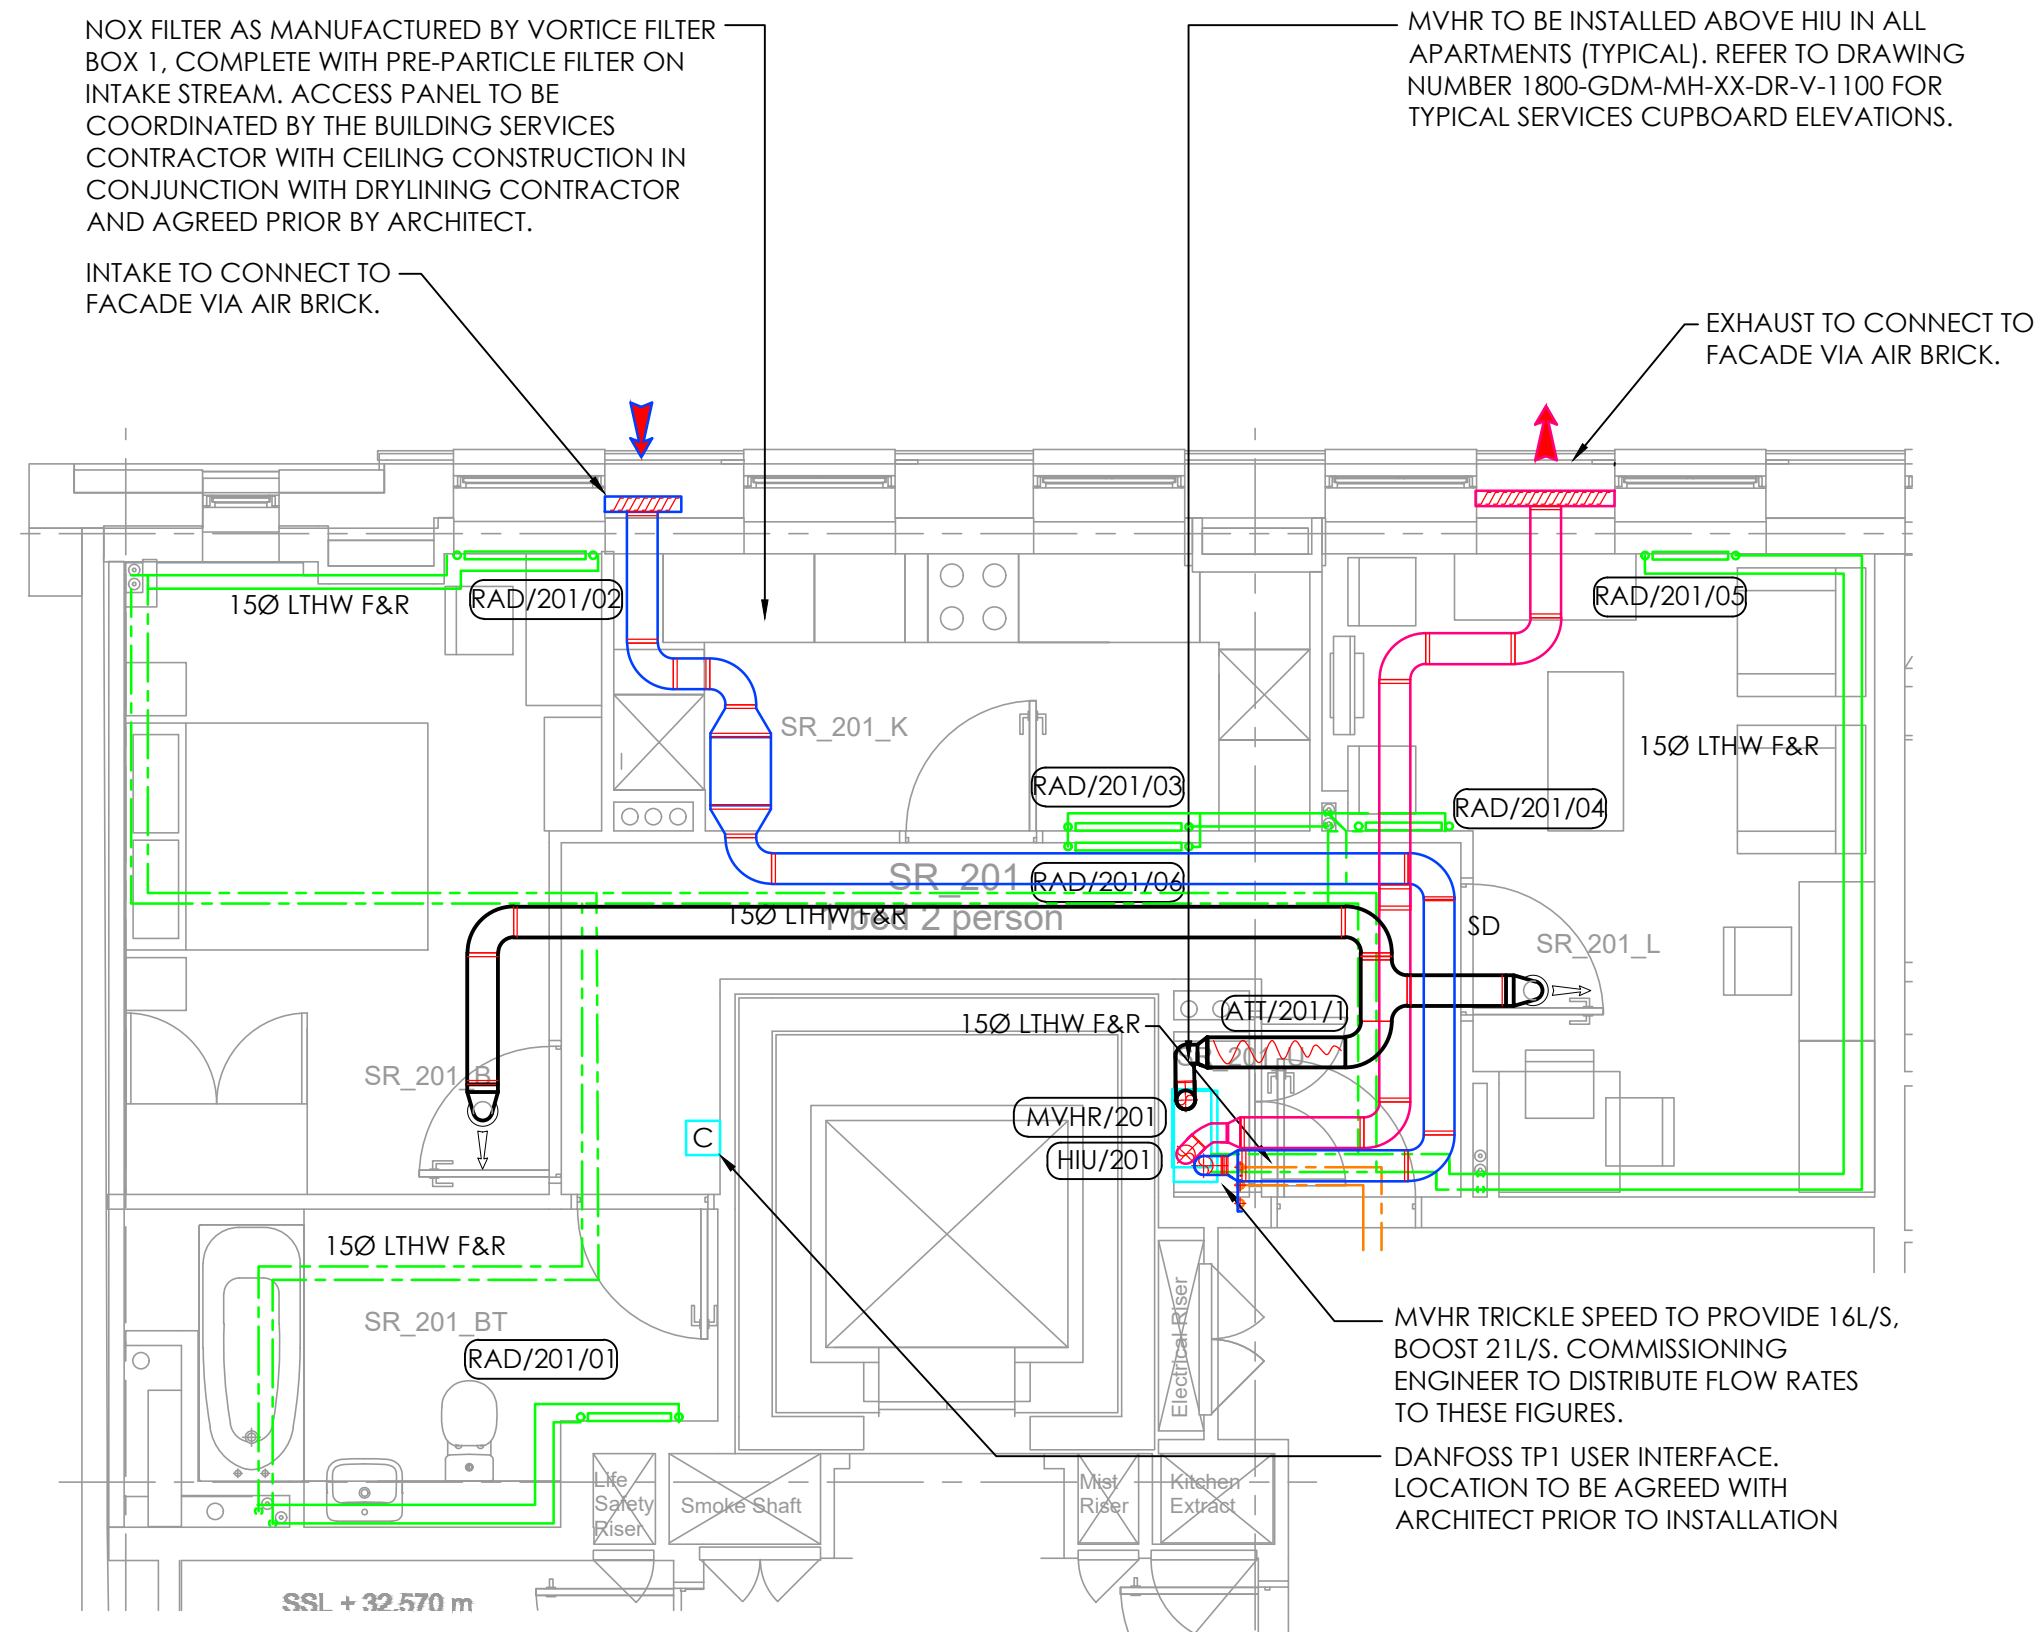 NOX FILTER AS MANUFACTURED BY VORTICE FILTER
BOX 1, COMPLETE WITH PRE-PARTICLE FILTER ON
INTAKE STREAM. ACCESS PANEL TO BE
COORDINATED BY THE BUILDING SERVICES
CONTRACTOR WITH CEILING CONSTRUCTION IN
CONJUNCTION WITH DRYLINING CONTRACTOR
AND AGREED PRIOR BY ARCHITECT.
MVHR TO BE INSTALLED ABOVE HIU IN ALL
APARTMENTS (TYPICAL). REFER TO DRAWING
NUMBER 1800-GDM-MH-XX-DR-V-1100 FOR
TYPICAL SERVICES CUPBOARD ELEVATIONS.
INTAKE TO CONNECT TO
FACADE VIA AIR BRICK.
EXHAUST TO CONNECT TO
FACADE VIA AIR BRICK.
15Ø LTHW F&R
RAD/201/02
RAD/201/05
SR_201_K
15Ø LTHW F&R
RAD/201/03
RAD/201/04
SR_201
RAD/201/06
15Ø LTHW F&R
1 bed 2 person
SD
SR_201_L
ATT/201/1
15Ø LTHW F&R
SR_201_U
SR_201_B
MVHR/201
C
HIU/201
15Ø LTHW F&R
SR_201_BT
RAD/201/01
Electrical Riser
MVHR TRICKLE SPEED TO PROVIDE 16L/S,
BOOST 21L/S. COMMISSIONING
ENGINEER TO DISTRIBUTE FLOW RATES
TO THESE FIGURES.
DANFOSS TP1 USER INTERFACE.
LOCATION TO BE AGREED WITH
ARCHITECT PRIOR TO INSTALLATION
Life
Safety
Riser
Smoke Shaft
Mist
Riser
Kitchen
Extract
SSL + 32.570 m